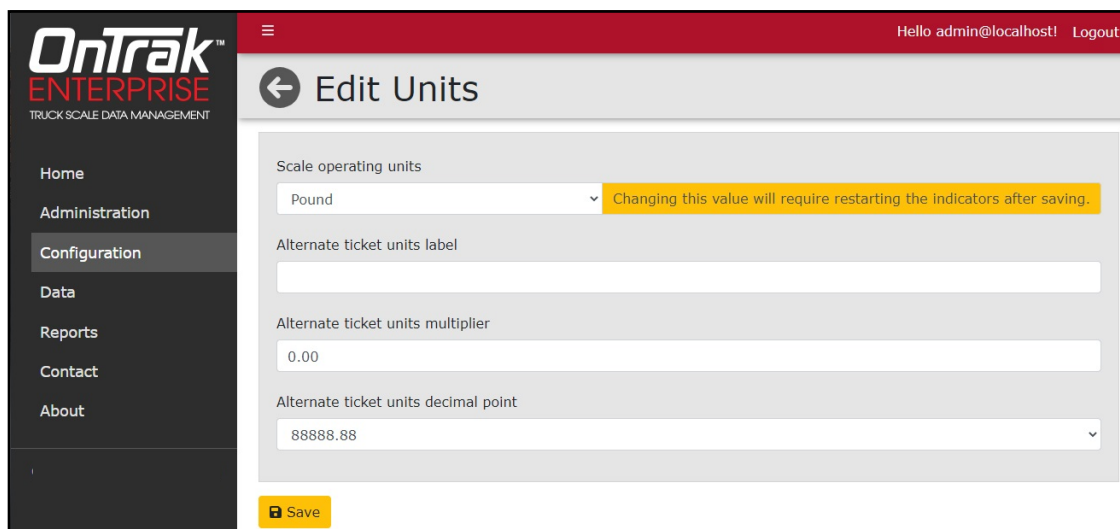 OnTrak™
ENTERPRISE
TRUCK SCALE DATA MANAGEMENT
Home
Administration
Configuration
Data
Reports
Contact
About
Hello admin@localhost! Logout
Edit Units
Scale operating units
Pound
Changing this value will require restarting the indicators after saving.
Alternate ticket units label
Alternate ticket units multiplier
0.00
Alternate ticket units decimal point
88888.88
Save